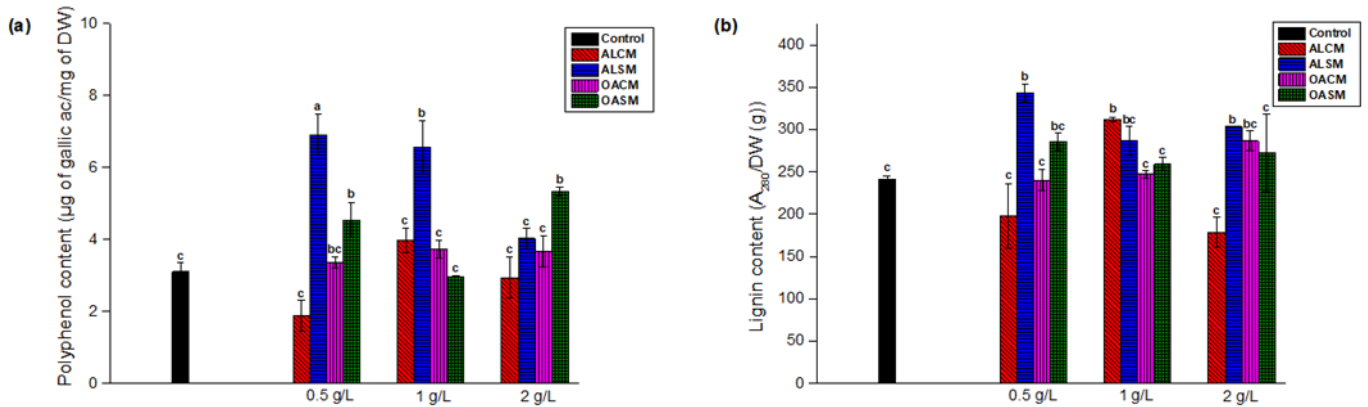 (a)
Polyphenol content (µg of gallic ac/mg of DW)
10
8
6
4
2
0
Control
ALCM
ALSM
OACM
OASM
c
c
a
bc
b
c
b
c
c
c
c
c
b
0.5 g/L
1 g/L
2 g/L
(b)
Lignin content (A280/DW (g))
400
350
300
250
200
150
100
50
0
Control
ALCM
ALSM
OACM
OASM
c
c
b
c
bc
b
bc
c
c
c
b
bc
c
0.5 g/L
1 g/L
2 g/L